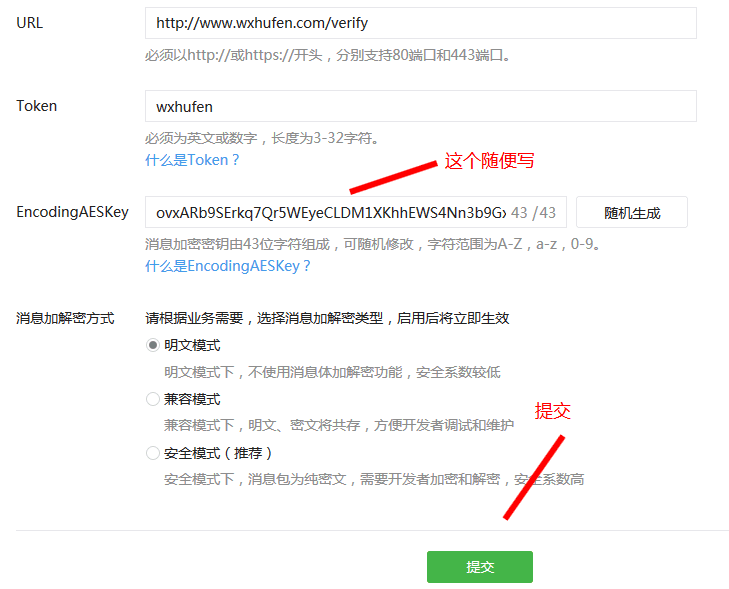 URL
http://www.wxhufen.com/verify
必须以http://或https://开头，分别支持80端口和443端口。
Token
wxhufen
必须为英文或数字，长度为3-32字符。
什么是Token？
这个随便写
EncodingAESKey
ovxARb9SErkq7Qr5WEyeCLDM1XKhhEWS4Nn3b9Gx 43 /43
随机生成
消息加密密钥由43位字符组成，可随机修改，字符范围为A-Z，a-z，0-9。
什么是EncodingAESKey？
消息加解密方式
请根据业务需要，选择消息加解密类型，启用后将立即生效
明文模式
明文模式下，不使用消息体加解密功能，安全系数较低
兼容模式
提交
兼容模式下，明文、密文将共存，方便开发者调试和维护
安全模式（推荐）
安全模式下，消息包为纯密文，需要开发者加密和解密，安全系数高
提交